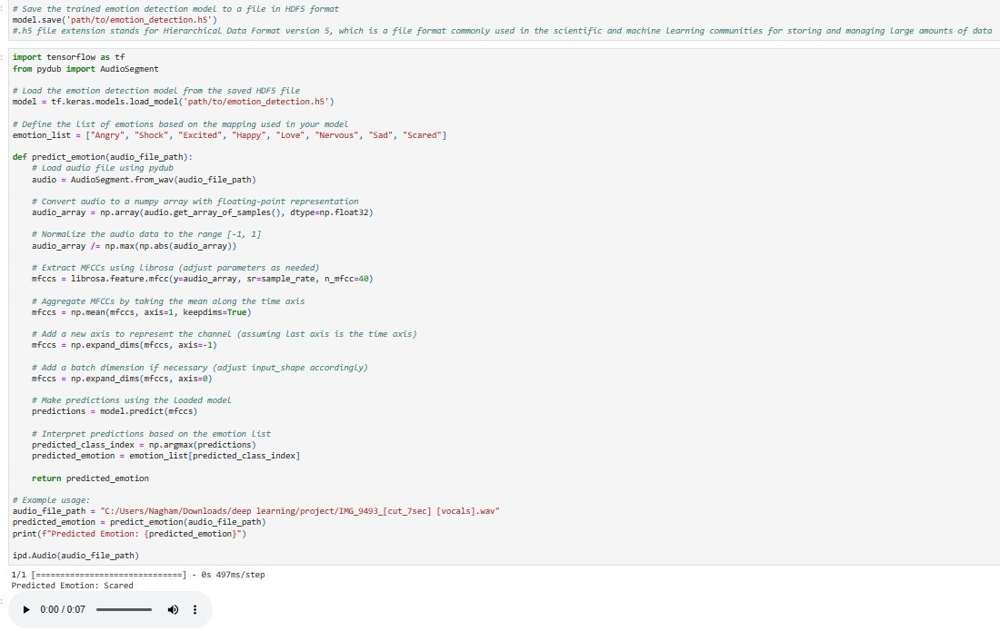 # Save the trained emotion detection model to a file in HDF5 format
model.save('path/to/emotion_detection.h5')
#.h5 file extension stands for Hierarchical Data Format version 5, which is a file format commonly used in the scientific and machine learning communities for storing and managing large amounts of data
import tensorflow as tf
from pydub import AudioSegment
# Load the emotion detection model from the saved HDF5 file
model = tf.keras.models.load_model('path/to/emotion_detection.h5')
# Define the list of emotions based on the mapping used in your model
emotion_list = ["Angry", "Shock", "Excited", "Happy", "Love", "Nervous", "Sad", "Scared"]
def predict_emotion(audio_file_path):
    # Load audio file using pydub
    audio = AudioSegment.from_wav(audio_file_path)
    # Convert audio to a numpy array with floating-point representation
    audio_array = np.array(audio.get_array_of_samples(), dtype=np.float32)
    # Normalize the audio data to the range [-1, 1]
    audio_array /= np.max(np.abs(audio_array))
    # Extract MFCCs using Librosa (adjust parameters as needed)
    mfccs = librosa.feature.mfcc(y=audio_array, sr=sample_rate, n_mfcc=40)
    # Aggregate MFCCs by taking the mean along the time axis
    mfccs = np.mean(mfccs, axis=1, keepdims=True)
    # Add a new axis to represent the channel (assuming last axis is the time axis)
    mfccs = np.expand_dims(mfccs, axis=-1)
    # Add a batch dimension if necessary (adjust input_shape accordingly)
    mfccs = np.expand_dims(mfccs, axis=0)
    # Make predictions using the loaded model
    predictions = model.predict(mfccs)
    # Interpret predictions based on the emotion list
    predicted_class_index = np.argmax(predictions)
    predicted_emotion = emotion_list[predicted_class_index]
    return predicted_emotion
# Example usage:
audio_file_path = "C:/Users/Nagham/Downloads/deep learning/project/IMG_9493_[cut_7sec] [vocals].wav"
predicted_emotion = predict_emotion(audio_file_path)
print(f"Predicted Emotion: {predicted_emotion}")
ipd.Audio(audio_file_path)
1/1 [==============================] - 0s 497ms/step
Predicted Emotion: Scared
0:00 / 0:07